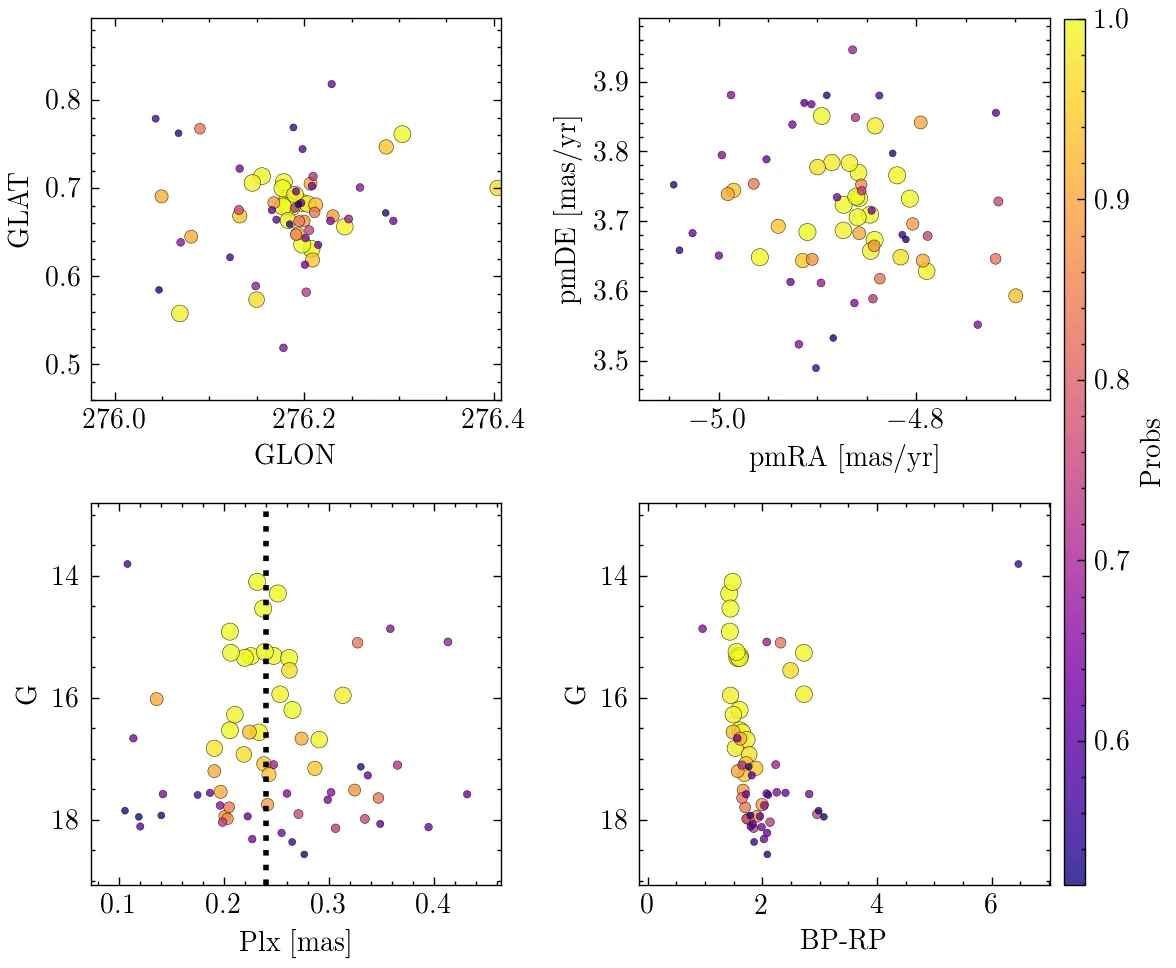 0.8
0.7
0.6
0.5
GLAT
276.0 276.2 276.4
GLON
3.9
3.8
3.7
3.6
3.5
pmDE [mas/yr]
−5.0 −4.8
pmRA [mas/yr]
1.0
0.9
0.8
0.7
0.6
Probs
14
16
18
G
0.1 0.2 0.3 0.4
Plx [mas]
14
16
18
G
0 2 4 6
BP-RP